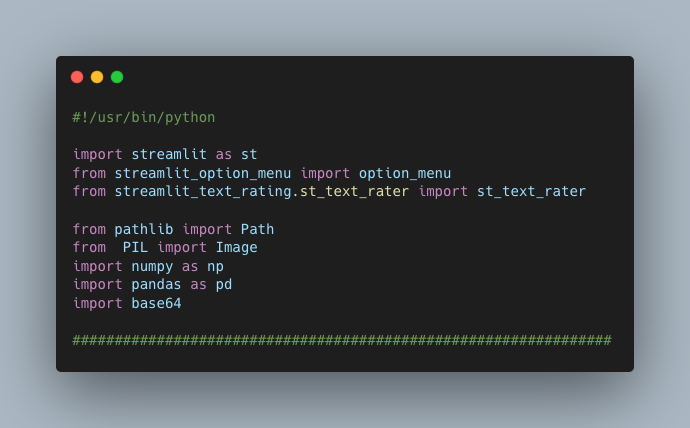 #!/usr/bin/python
import streamlit as st
from streamlit_option_menu import option_menu
from streamlit_text_rating.st_text_rater import st_text_rater
from pathlib import Path
from  PIL import Image
import numpy as np
import pandas as pd
import base64
################################################################